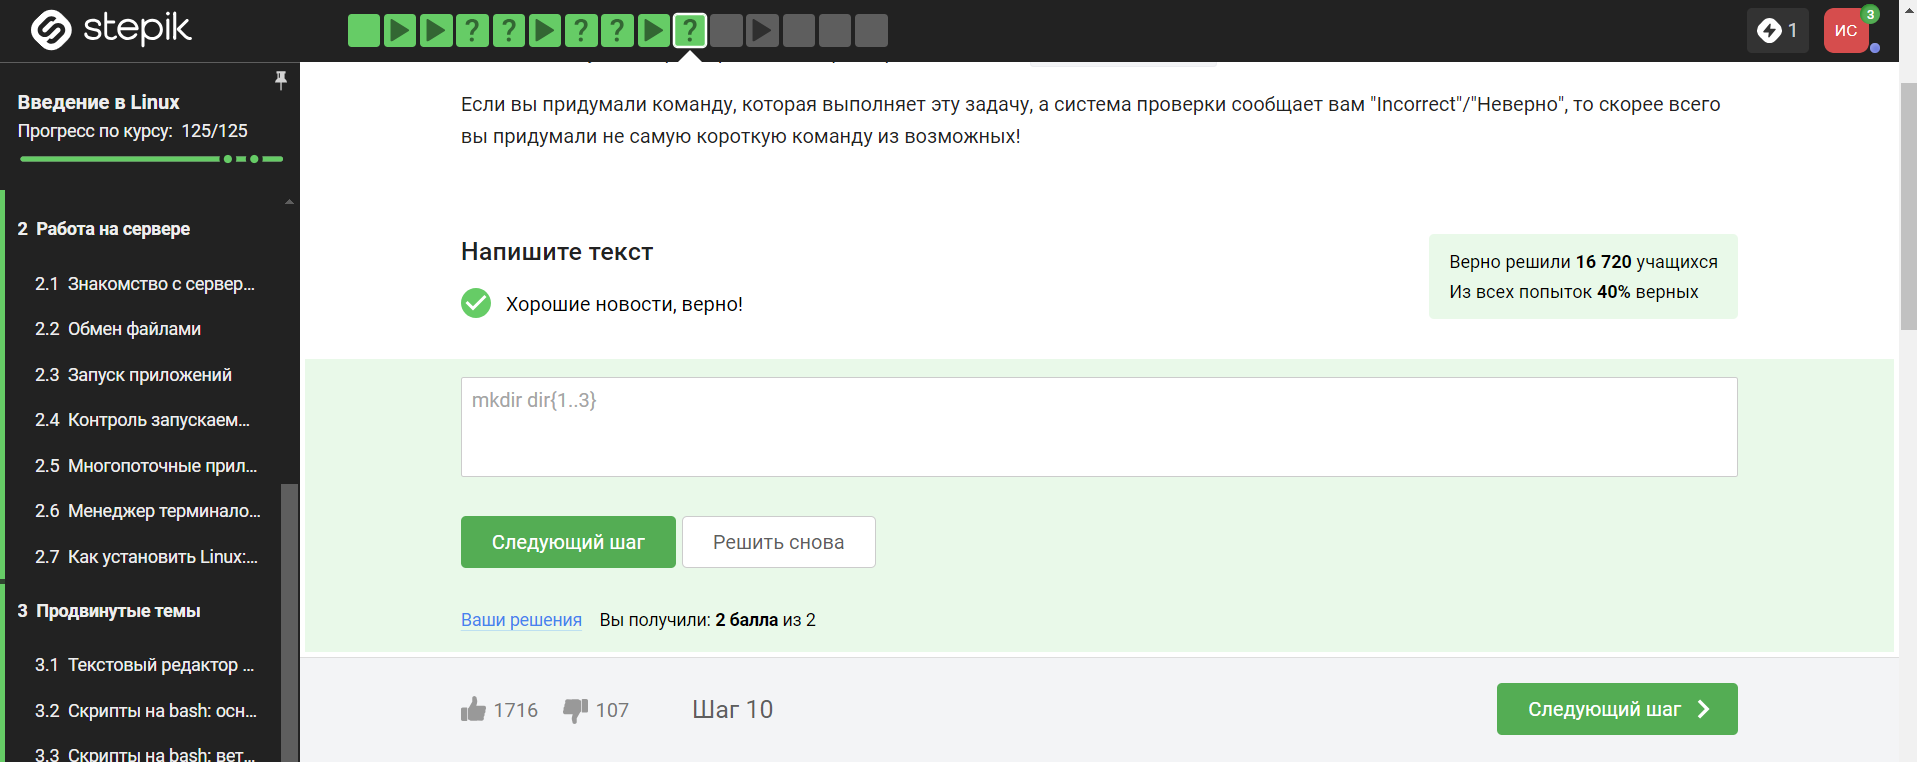 stepik
? ? ? ? ?
1
ИС
3
Введение в Linux
Прогресс по курсу: 125/125
2 Работа на сервере
2.1 Знакомство с сервер...
2.2 Обмен файлами
2.3 Запуск приложений
2.4 Контроль запускаем...
2.5 Многопоточные прил...
2.6 Менеджер терминало...
2.7 Как установить Linux:...
3 Продвинутые темы
3.1 Текстовый редактор ...
3.2 Скрипты на bash: осн...
3.3 Скрипты на bash: вет...
Если вы придумали команду, которая выполняет эту задачу, а система проверки сообщает вам "Incorrect"/"Неверно", то скорее всего
вы придумали не самую короткую команду из возможных!
Напишите текст
Хорошие новости, верно!
Верно решили 16 720 учащихся
Из всех попыток 40% верных
mkdir dir{1..3}
Следующий шаг
Решить снова
Ваши решения Вы получили: 2 балла из 2
1716 107 Шаг 10
Следующий шаг